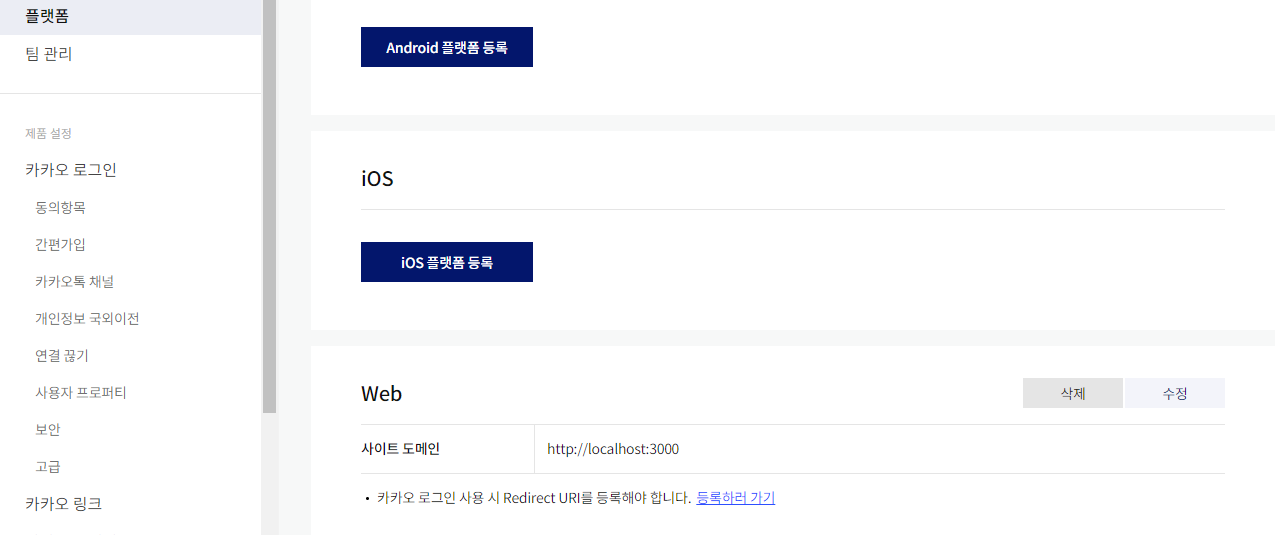 플랫폼
팀 관리
제품 설정
카카오 로그인
동의항목
간편가입
카카오톡 채널
개인정보 국외이전
연결 끊기
사용자 프로퍼티
보안
고급
카카오 링크
Android 플랫폼 등록
iOS
iOS 플랫폼 등록
Web
삭제 수정
사이트 도메인 http://localhost:3000
• 카카오 로그인 사용 시 Redirect URI를 등록해야 합니다. 등록하러 가기